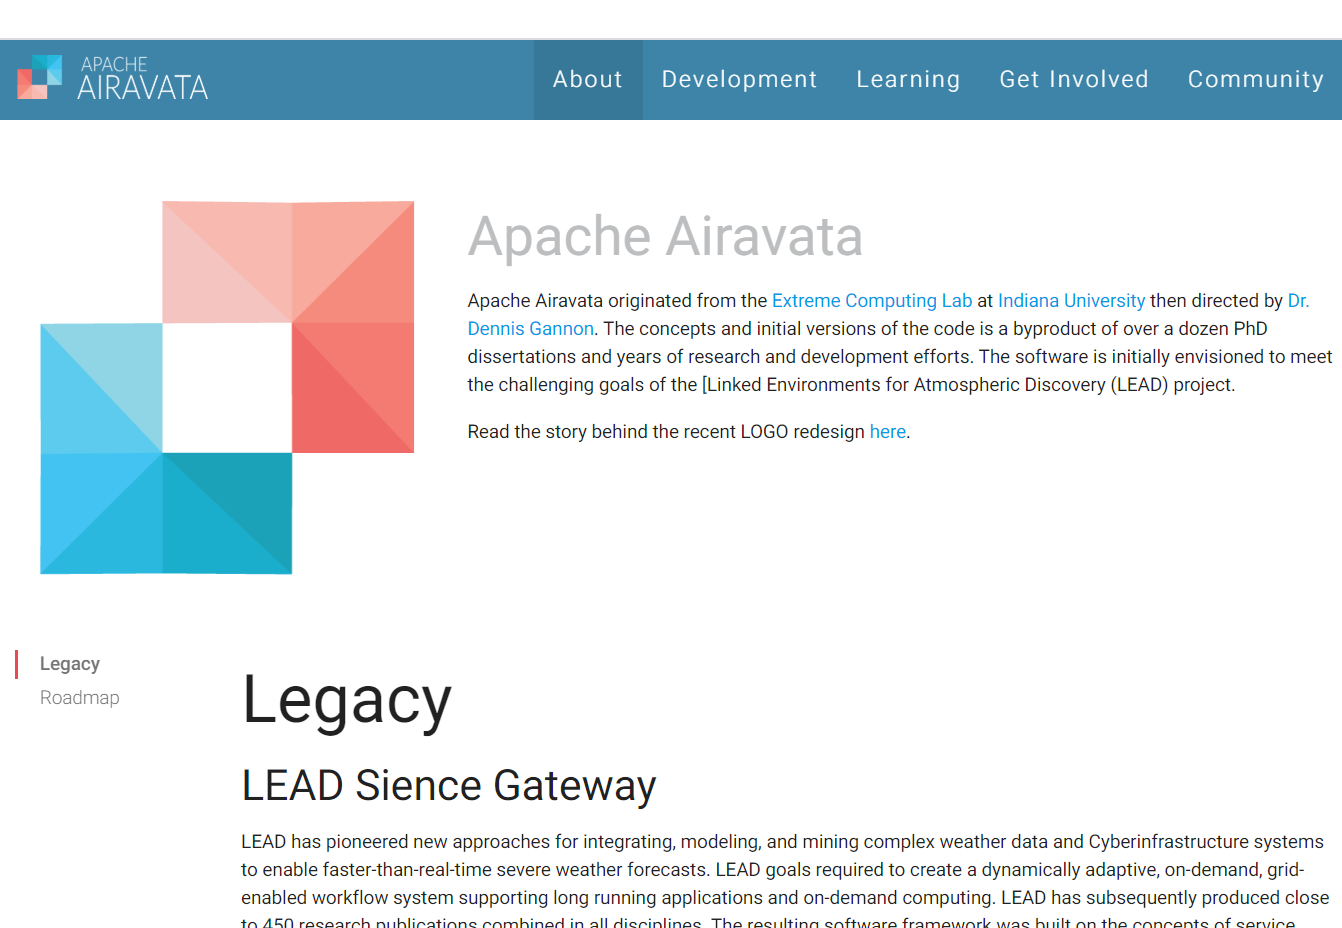 APACHE
AIRAVATA
About Development Learning Get Involved Community
Apache Airavata
Apache Airavata originated from the Extreme Computing Lab at Indiana University then directed by Dr.
Dennis Gannon. The concepts and initial versions of the code is a byproduct of over a dozen PhD
dissertations and years of research and development efforts. The software is initially envisioned to meet
the challenging goals of the [Linked Environments for Atmospheric Discovery (LEAD) project.
Read the story behind the recent LOGO redesign here.
Legacy
Roadmap
Legacy
LEAD Sience Gateway
LEAD has pioneered new approaches for integrating, modeling, and mining complex weather data and Cyberinfrastructure systems
to enable faster-than-real-time severe weather forecasts. LEAD goals required to create a dynamically adaptive, on-demand, grid-
enabled workflow system supporting long running applications and on-demand computing. LEAD has subsequently produced close
to 450 research publications combined in all disciplines. The resulting software framework was built on the concepts of service